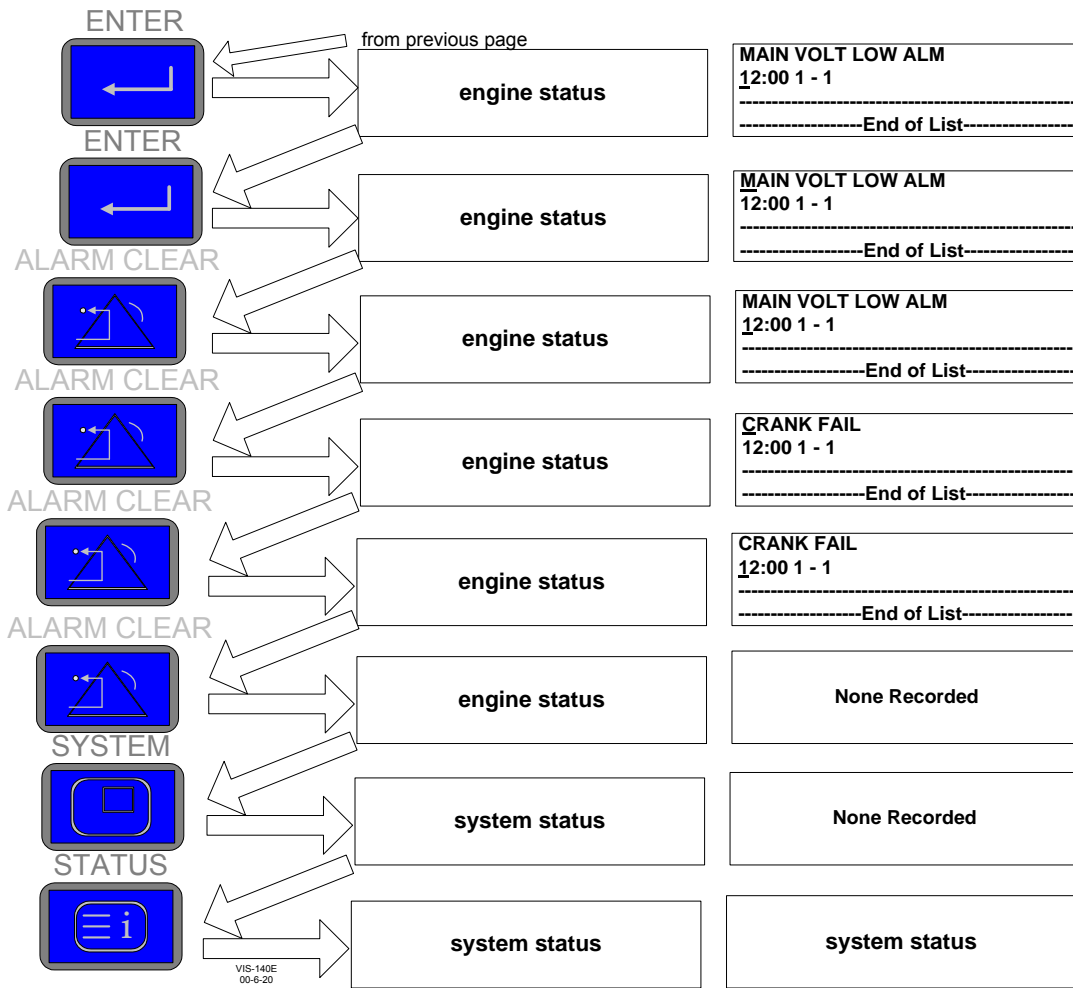 ENTER
from previous page
engine status
MAIN VOLT LOW ALM
12:00 1 - 1
---------------------------------------------------
-------------------End of List-----------------
ENTER
engine status
MAIN VOLT LOW ALM
12:00 1 - 1
---------------------------------------------------
-------------------End of List-----------------
ALARM CLEAR
engine status
MAIN VOLT LOW ALM
12:00 1 - 1
---------------------------------------------------
-------------------End of List-----------------
ALARM CLEAR
engine status
CRANK FAIL
12:00 1 - 1
---------------------------------------------------
-------------------End of List-----------------
ALARM CLEAR
engine status
CRANK FAIL
12:00 1 - 1
---------------------------------------------------
-------------------End of List-----------------
ALARM CLEAR
engine status
None Recorded
SYSTEM
system status
None Recorded
STATUS
i
system status
system status
VIS-140E
00-6-20